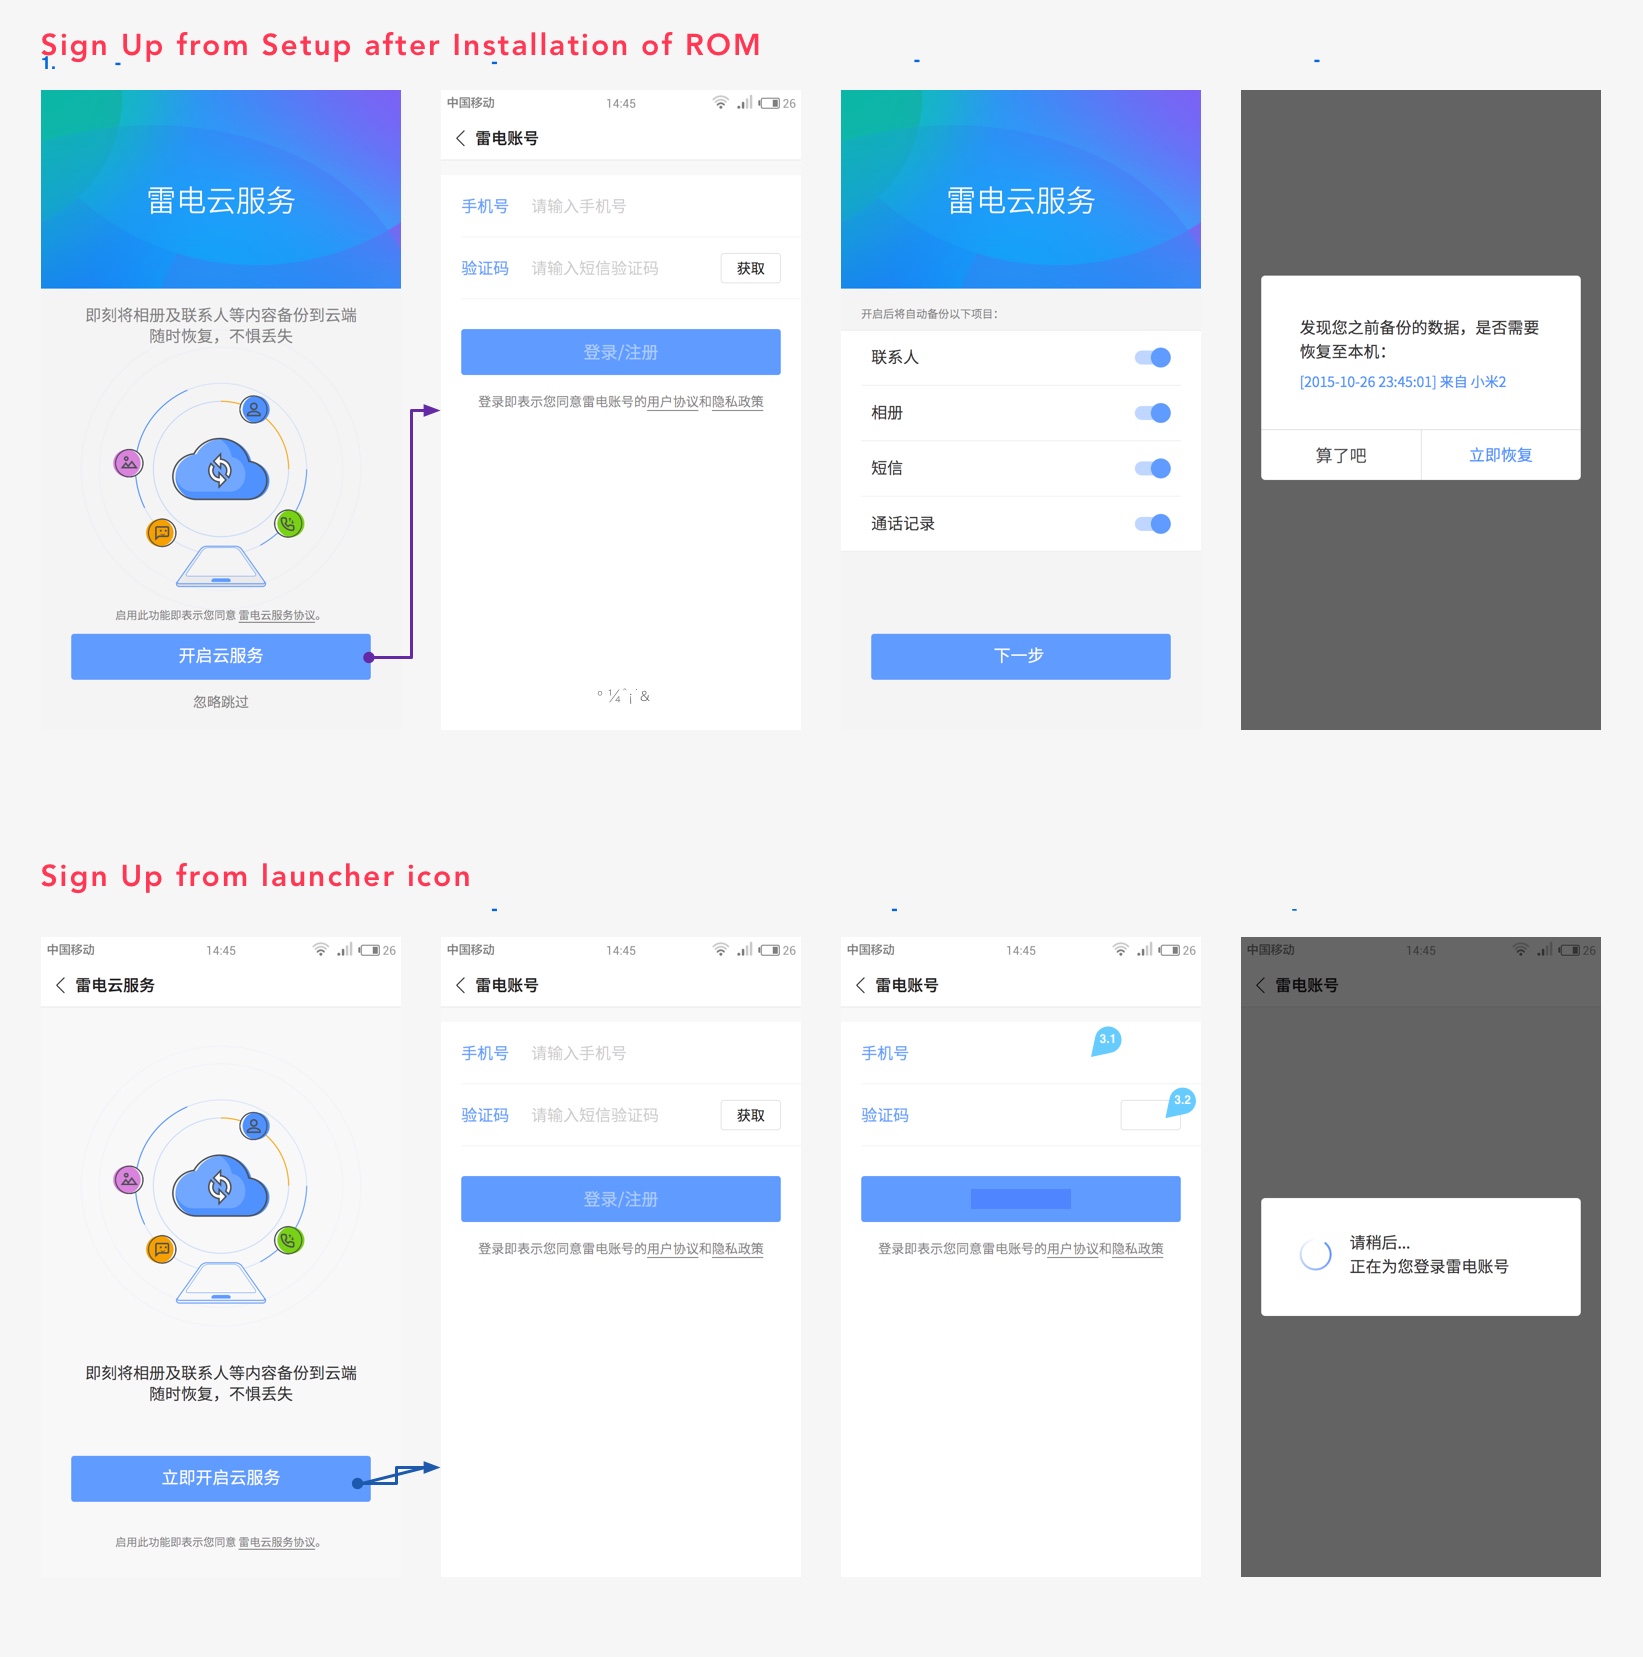 Sign Up from Setup after Installation of ROM
1.
-
-
-
-
雷电云服务
即刻将相册及联系人等内容备份到云端
随时恢复，不惧丢失
启用此功能即表示您同意 雷电云服务协议。
开启云服务
忽略跳过
中国移动 14:45 26
雷电账号
手机号 请输入手机号
验证码 请输入短信验证码 获取
登录/注册
登录即表示您同意雷电账号的用户协议和隐私政策
º ¼ˆ¡¨&
雷电云服务
开启后将自动备份以下项目：
联系人
相册
短信
通话记录
下一步
发现您之前备份的数据，是否需要
恢复至本机：
[2015-10-26 23:45:01] 来自 小米2
算了吧 立即恢复
Sign Up from launcher icon
-
-
-
中国移动 14:45 26
雷电云服务
即刻将相册及联系人等内容备份到云端
随时恢复，不惧丢失
立即开启云服务
启用此功能即表示您同意 雷电云服务协议。
中国移动 14:45 26
雷电账号
手机号 请输入手机号
验证码 请输入短信验证码 获取
登录/注册
登录即表示您同意雷电账号的用户协议和隐私政策
中国移动 14:45 26
雷电账号
手机号 3.1
验证码 3.2
登录即表示您同意雷电账号的用户协议和隐私政策
中国移动 14:45 26
雷电账号
请稍后...
正在为您登录雷电账号